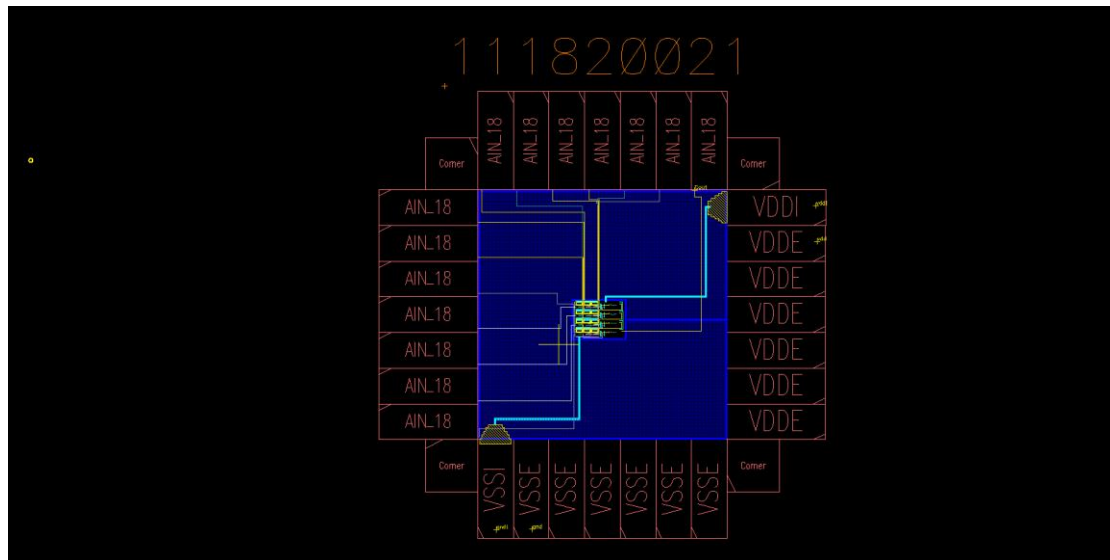 111820021
AIN_18 AIN_18 AIN_18 AIN_18 AIN_18 AIN_18 AIN_18
Corner Corner
AIN_18 VDDI
AIN_18 VDDE
AIN_18 VDDE
AIN_18 VDDE
AIN_18 VDDE
AIN_18 VDDE
AIN_18 VDDE
Corner Corner
VSSI VSSE VSSE VSSE VSSE VSSE VSSE